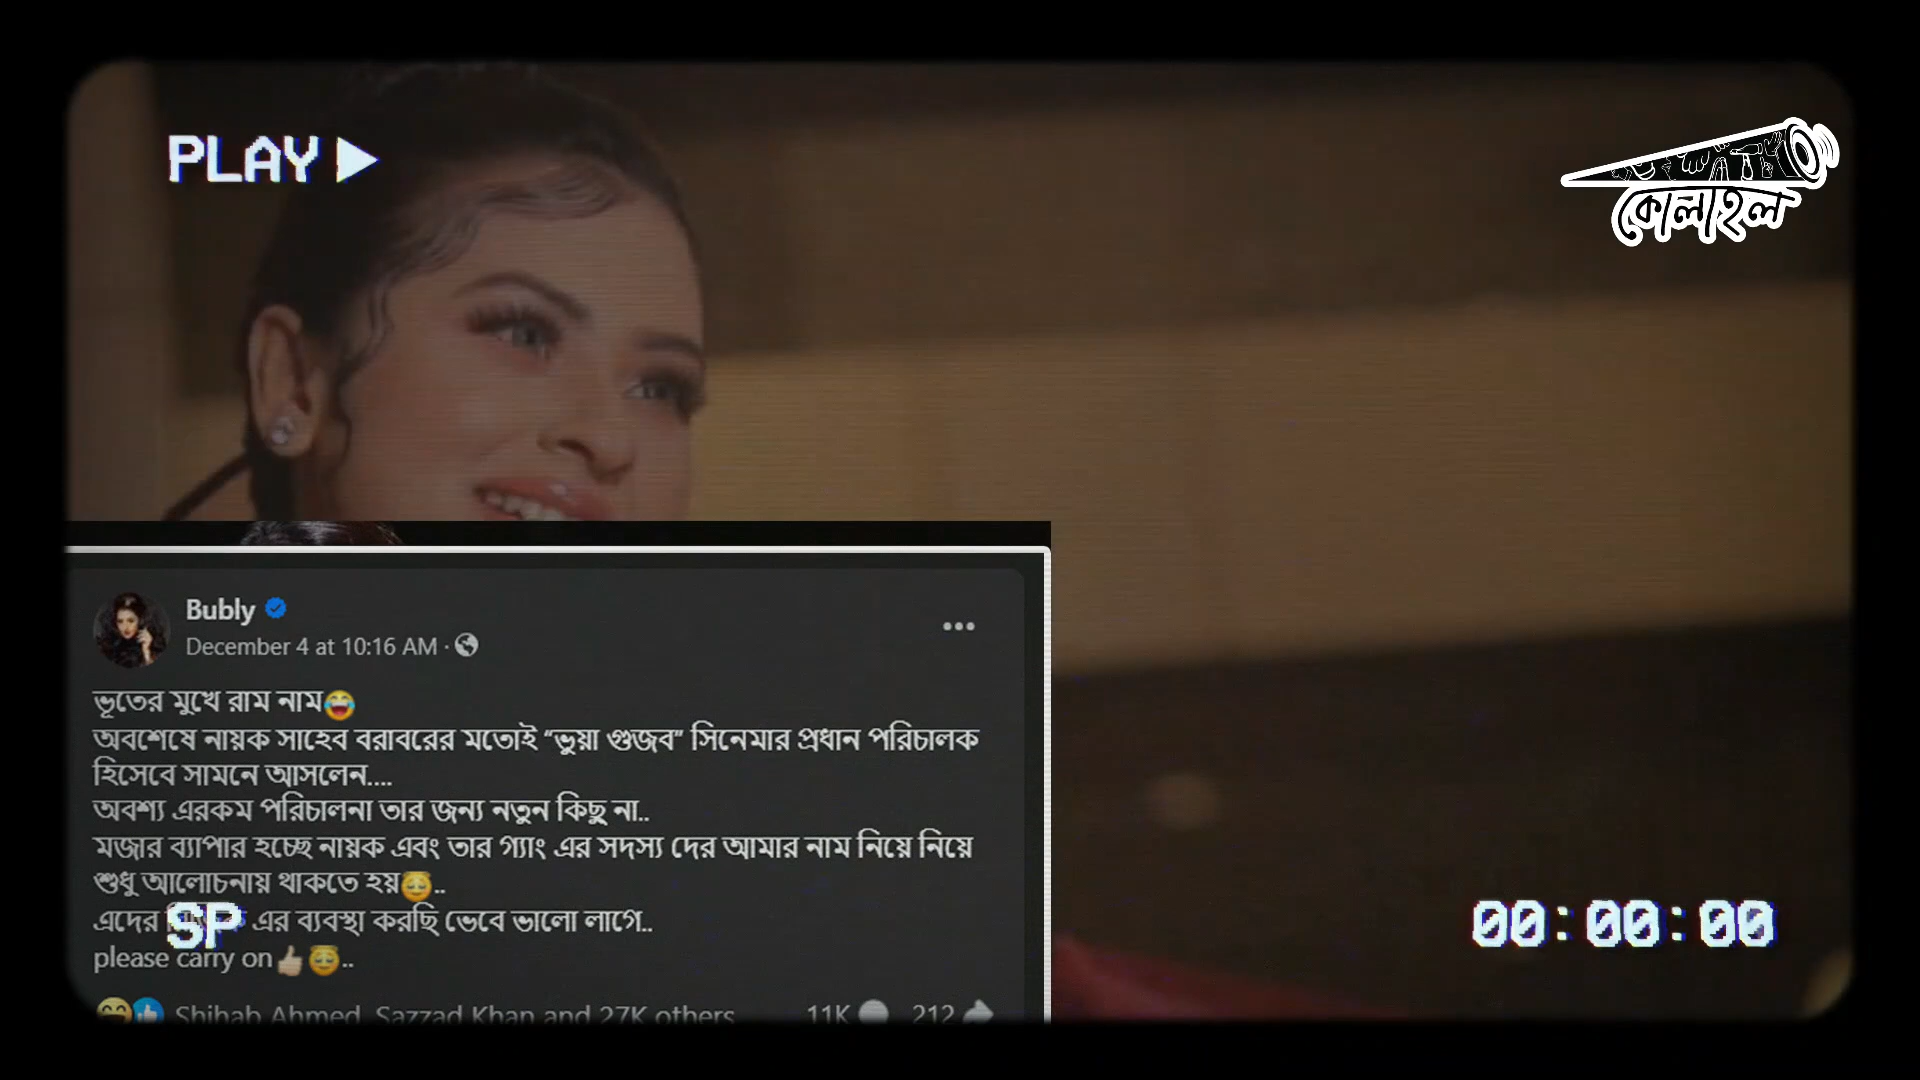 PLAY
কোলাহল
Bubly
December 4 at 10:16 AM
ভূতের মুখে রাম নাম😂
অবশেষে নায়ক সাহেব বরাবরের মতোই “ভুয়া গুজব” সিনেমার প্রধান পরিচালক
হিসেবে সামনে আসলেন....
অবশ্য এরকম পরিচালনা তার জন্য নতুন কিছু না..
মজার ব্যাপার হচ্ছে নায়ক এবং তার গ্যাং এর সদস্য দের আমার নাম নিয়ে নিয়ে
শুধু আলোচনায় থাকতে হয়😇..
এদের এর ব্যবস্থা করছি ভেবে ভালো লাগে..
SP
00:00:00
please carry on👍🏼😇..
Shihab Ahmed, Sazzad Khan and 27K others
11K 212